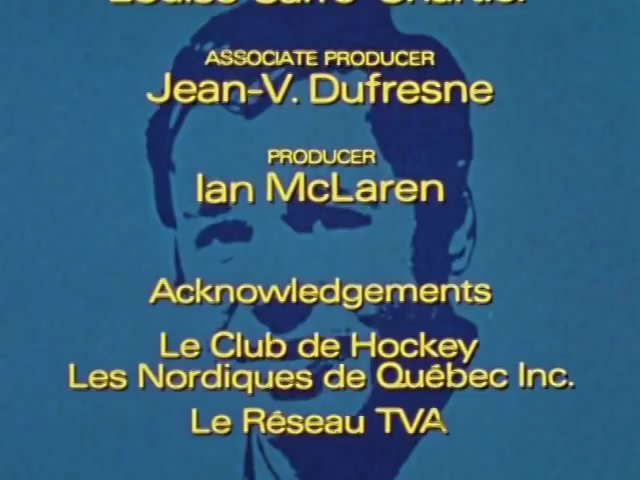 ASSOCIATE PRODUCER
Jean-V. Dufresne
PRODUCER
Ian McLaren
Acknowledgements
Le Club de Hockey
Les Nordiques de Québec Inc.
Le Réseau TVA